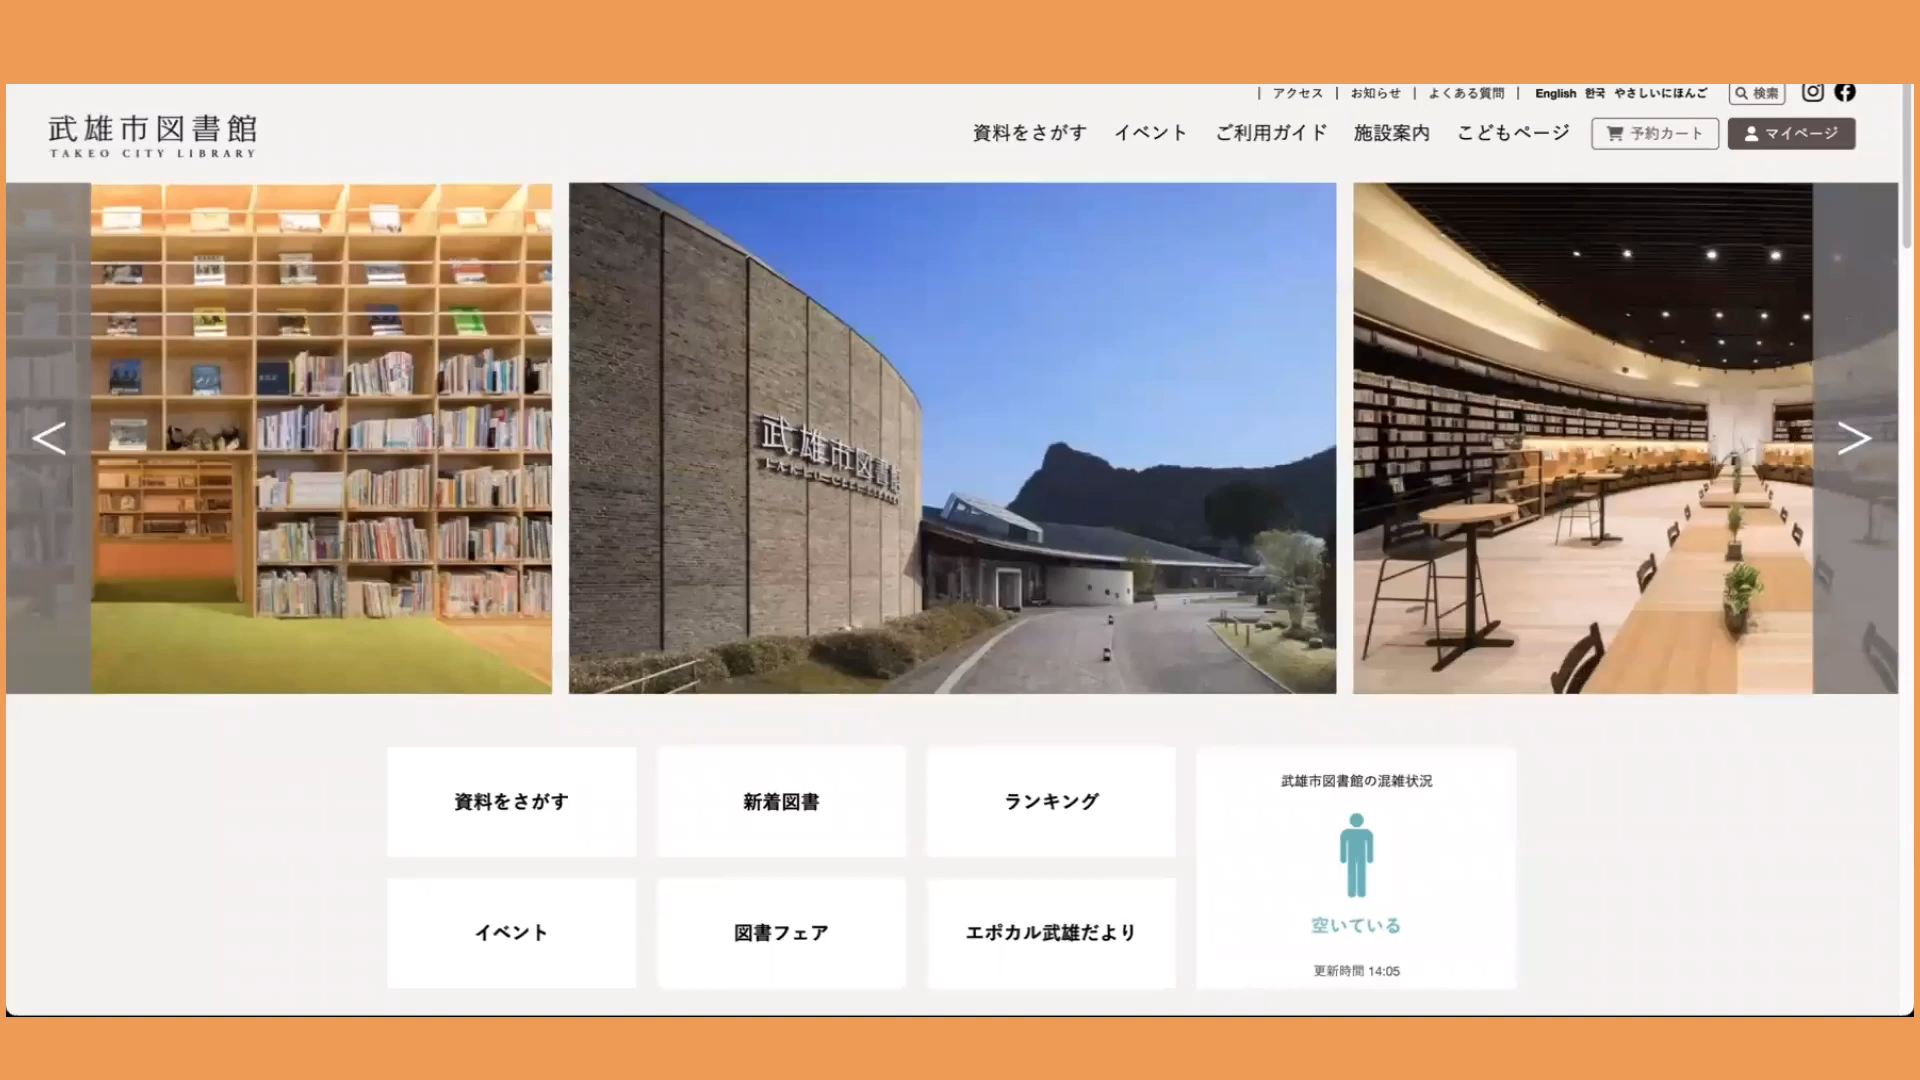 | アクセス | お知らせ | よくある質問 | English 한국 やさしいにほんご 検索
武雄市図書館
TAKEO CITY LIBRARY
資料をさがす イベント ご利用ガイド 施設案内 こどもページ 予約カート マイページ
武雄市図書館
TAKEO CITY LIBRARY
資料をさがす 新着図書 ランキング
武雄市図書館の混雑状況
空いている
更新時間 14:05
イベント 図書フェア エポカル武雄だより